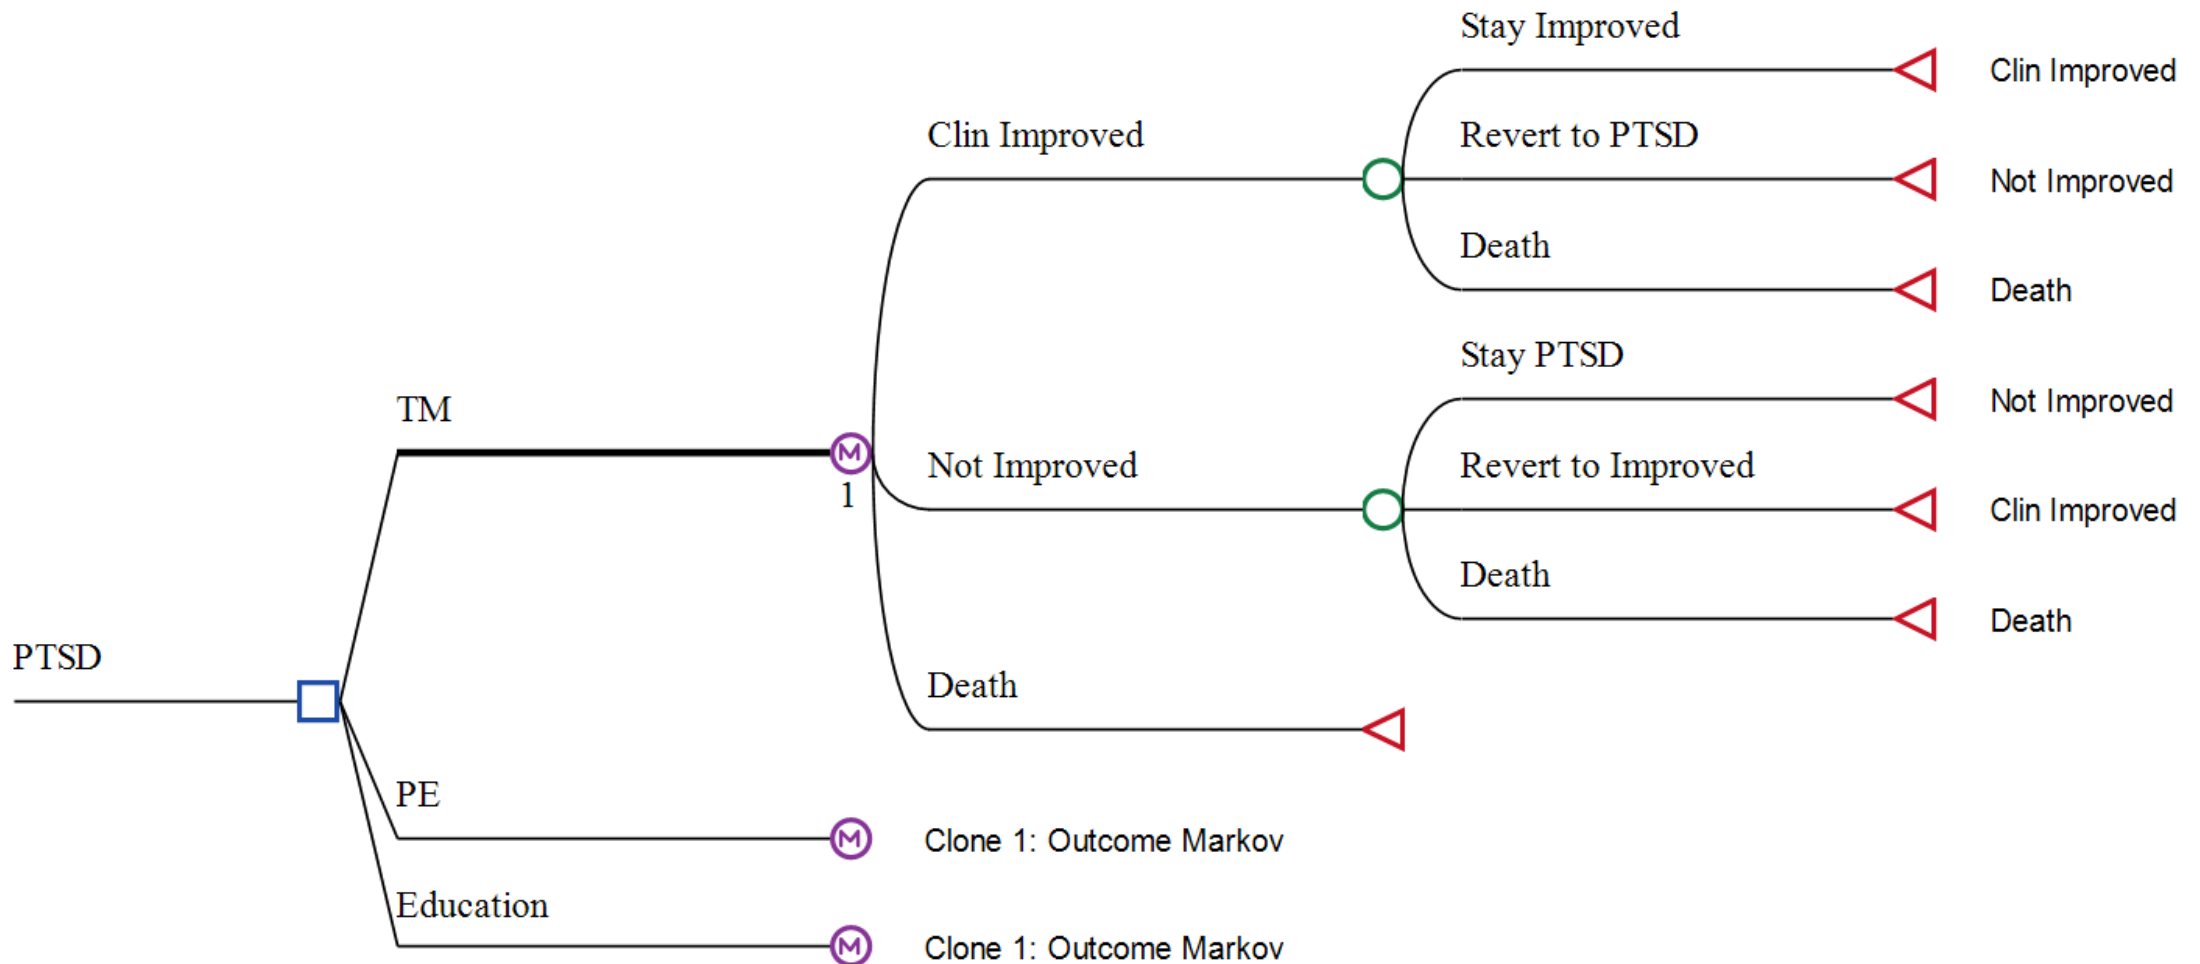 Stay Improved
Clin Improved
Clin Improved
Revert to PTSD
Not Improved
Death
Death
Stay PTSD
Not Improved
TM
M
1
Not Improved
Revert to Improved
Clin Improved
Death
Death
PTSD
Death
PE
M
Clone 1: Outcome Markov
Education
M
Clone 1: Outcome Markov